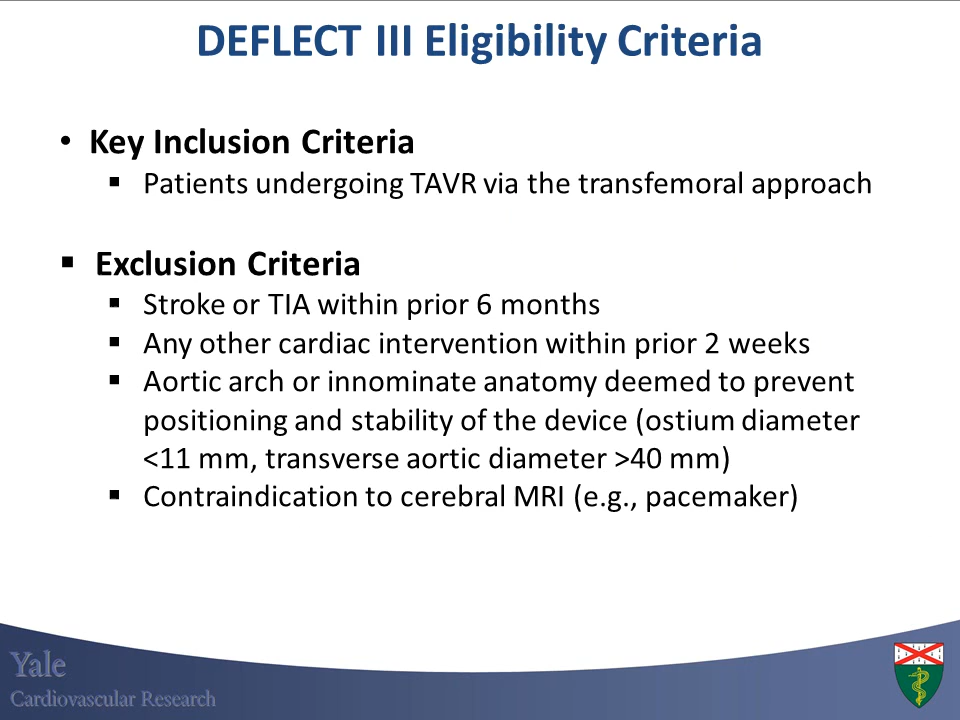 DEFLECT III Eligibility Criteria
• Key Inclusion Criteria
▪ Patients undergoing TAVR via the transfemoral approach
▪ Exclusion Criteria
▪ Stroke or TIA within prior 6 months
▪ Any other cardiac intervention within prior 2 weeks
▪ Aortic arch or innominate anatomy deemed to prevent
positioning and stability of the device (ostium diameter
<11 mm, transverse aortic diameter >40 mm)
▪ Contraindication to cerebral MRI (e.g., pacemaker)
Yale
Cardiovascular Research